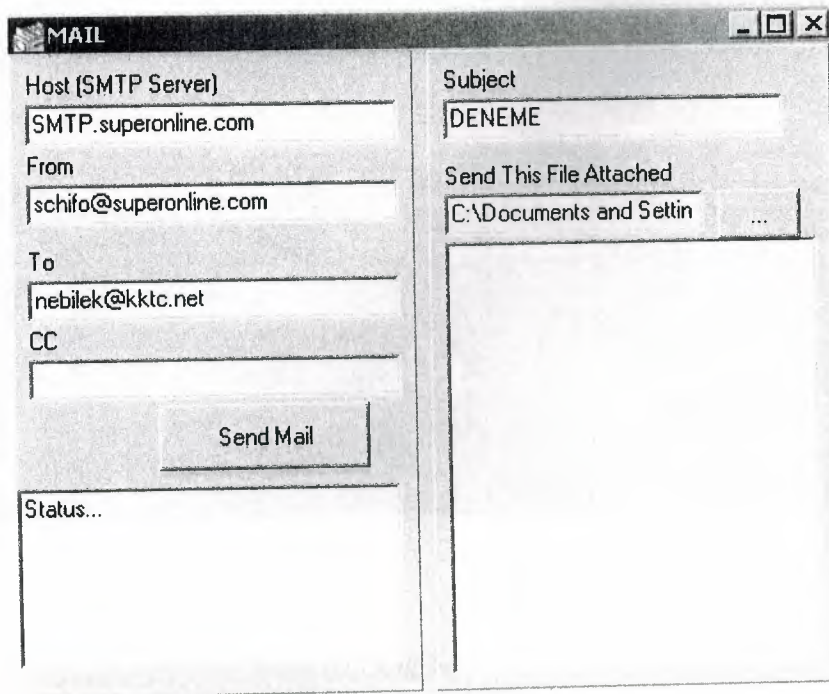 MAIL
Host (SMTP Server)
SMTP.superonline.com
From
schifo@superonline.com
To
nebilek@kktc.net
CC
Send Mail
Status...
Subject
DENEME
Send This File Attached
C:\Documents and Settin
...